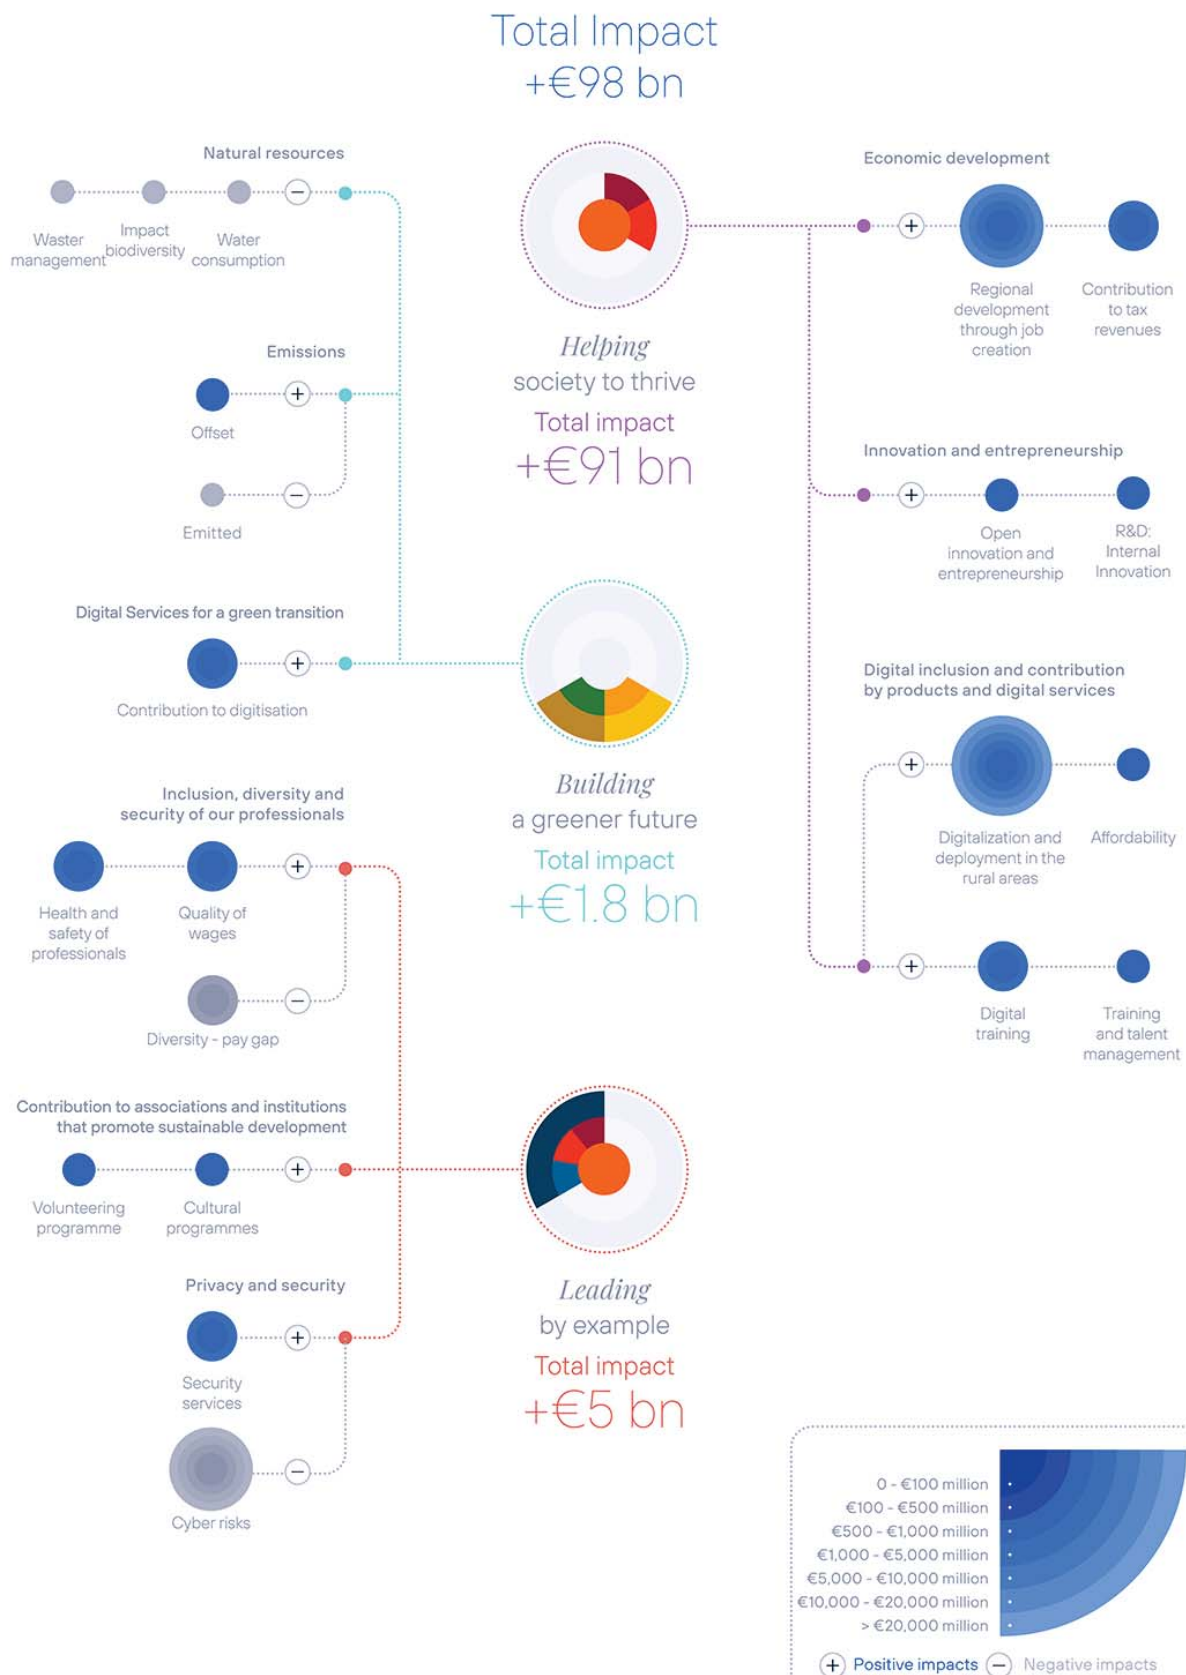 Total Impact
+€98 bn
Natural resources
Waster
management
Impact
biodiversity
Water
consumption
Emissions
Offset
Emitted
Digital Services for a green transition
Contribution to digitisation
Inclusion, diversity and
security of our professionals
Health and
safety of
professionals
Quality of
wages
Diversity - pay gap
Contribution to associations and institutions
that promote sustainable development
Volunteering
programme
Cultural
programmes
Privacy and security
Security
services
Cyber risks
Helping
society to thrive
Total impact
+€91 bn
Building
a greener future
Total impact
+€1.8 bn
Leading
by example
Total impact
+€5 bn
Economic development
Regional
development
through job
creation
Contribution
to tax
revenues
Innovation and entrepreneurship
Open
innovation and
entrepreneurship
R&D:
Internal
Innovation
Digital inclusion and contribution
by products and digital services
Digitalization and
deployment in the
rural areas
Affordability
Digital
training
Training
and talent
management
0 - €100 million
€100 - €500 million
€500 - €1,000 million
€1,000 - €5,000 million
€5,000 - €10,000 million
€10,000 - €20,000 million
> €20,000 million
+ Positive impacts − Negative impacts